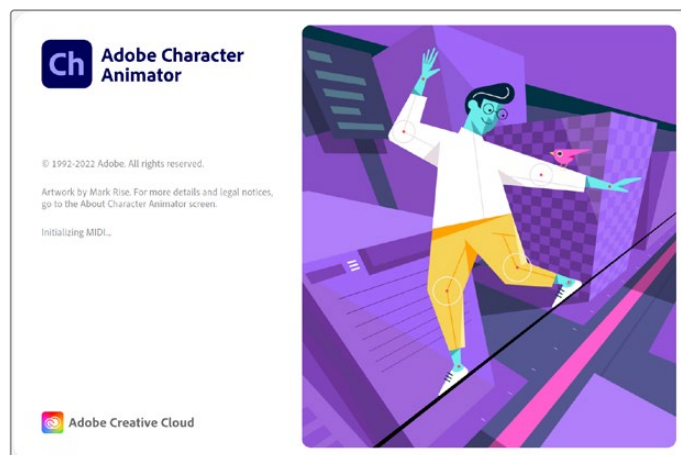 Ch
Adobe Character
Animator
© 1992-2022 Adobe. All rights reserved.
Artwork by Mark Rise. For more details and legal notices,
go to the About Character Animator screen.
Initializing MIDI...
Adobe Creative Cloud